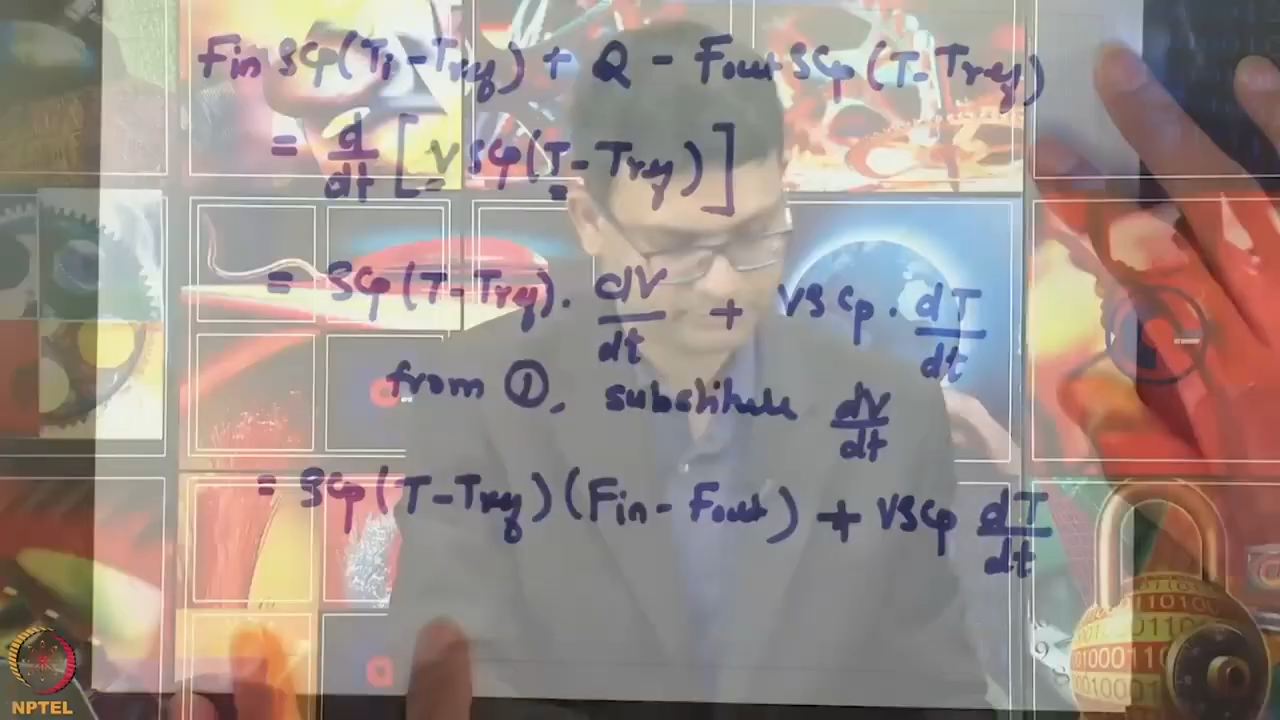 Fin ρCp(Ti-Tref) + Q - Fout ρCp (T-Tref)
= d/dt [VρCp(T-Tref)]
= ρCp(T-Tref). dV/dt + VρCp. dT/dt
from ①, substitute dV/dt
= ρCp(T-Tref)(Fin-Fout) + VρCp dT/dt
NPTEL